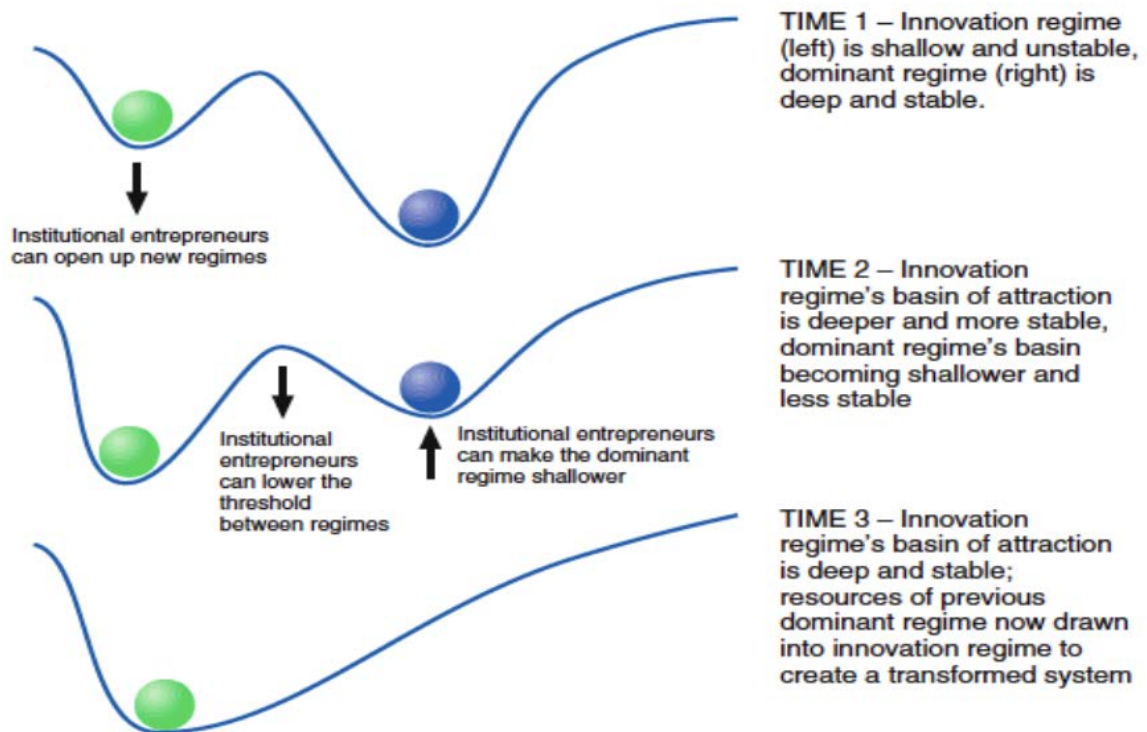 TIME 1 – Innovation regime
(left) is shallow and unstable,
dominant regime (right) is
deep and stable.
Institutional entrepreneurs
can open up new regimes
TIME 2 – Innovation
regime's basin of attraction
is deeper and more stable,
dominant regime's basin
becoming shallower and
less stable
Institutional
entrepreneurs
can lower the
threshold
between regimes
Institutional entrepreneurs
can make the dominant
regime shallower
TIME 3 – Innovation
regime's basin of attraction
is deep and stable;
resources of previous
dominant regime now drawn
into innovation regime to
create a transformed system